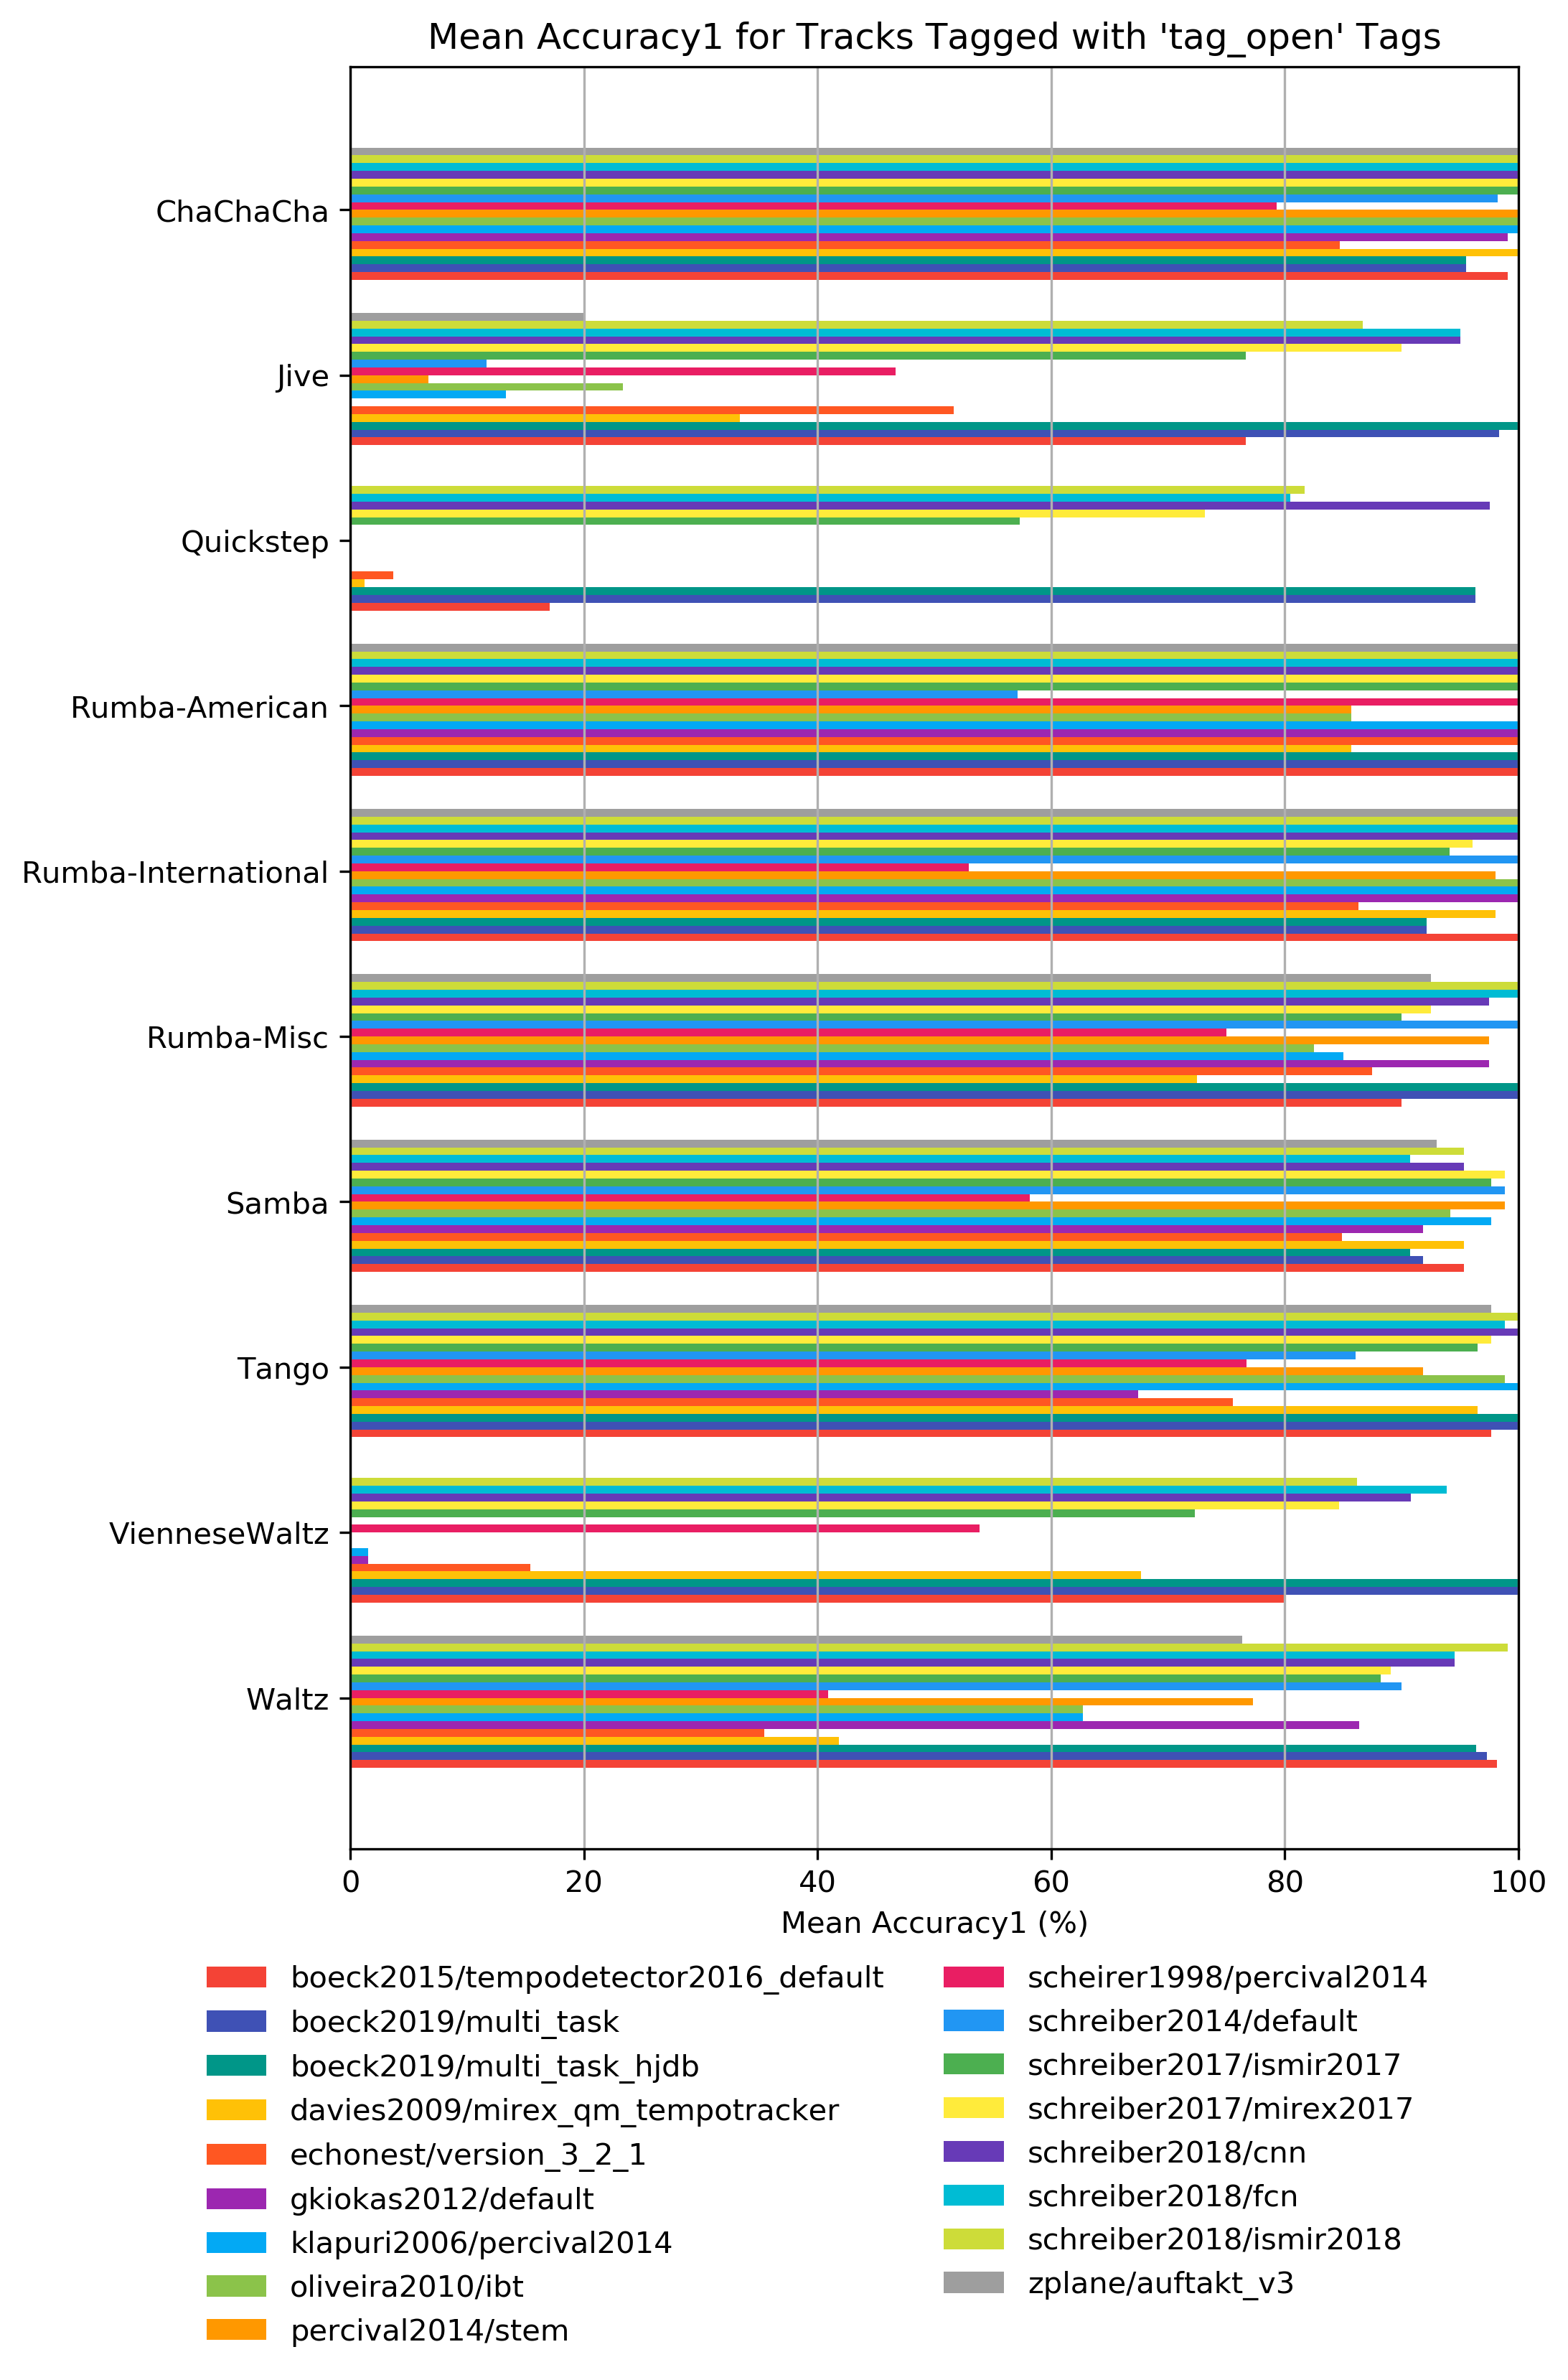 Mean Accuracy1 for Tracks Tagged with 'tag_open' Tags
ChaChaCha
Jive
Quickstep
Rumba-American
Rumba-International
Rumba-Misc
Samba
Tango
VienneseWaltz
Waltz
0 20 40 60 80 100
Mean Accuracy1 (%)
boeck2015/tempodetector2016_default
boeck2019/multi_task
boeck2019/multi_task_hjdb
davies2009/mirex_qm_tempotracker
echonest/version_3_2_1
gkiokas2012/default
klapuri2006/percival2014
oliveira2010/ibt
percival2014/stem
scheirer1998/percival2014
schreiber2014/default
schreiber2017/ismir2017
schreiber2017/mirex2017
schreiber2018/cnn
schreiber2018/fcn
schreiber2018/ismir2018
zplane/auftakt_v3